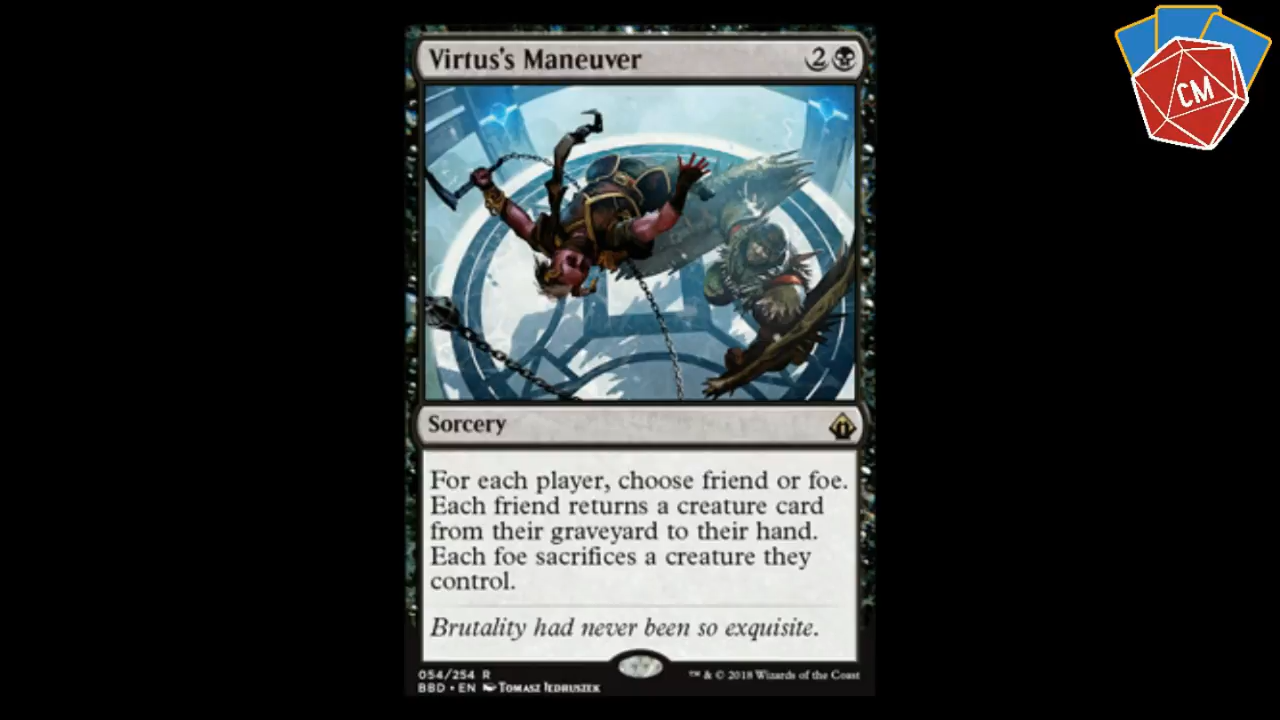 Virtus's Maneuver 2
CM
Sorcery
For each player, choose friend or foe.
Each friend returns a creature card
from their graveyard to their hand.
Each foe sacrifices a creature they
control.
Brutality had never been so exquisite.
054/254 R
™ & © 2018 Wizards of the Coast
BBD • EN Tomasz Jedruszek